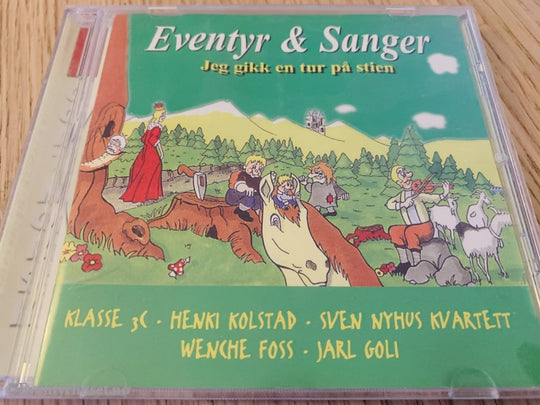 Eventyr & Sanger
Jeg gikk en tur på stien
KLASSE 3C · HENKI KOLSTAD · SVEN NYHUS KVARTETT
WENCHE FOSS · JARL GOLI